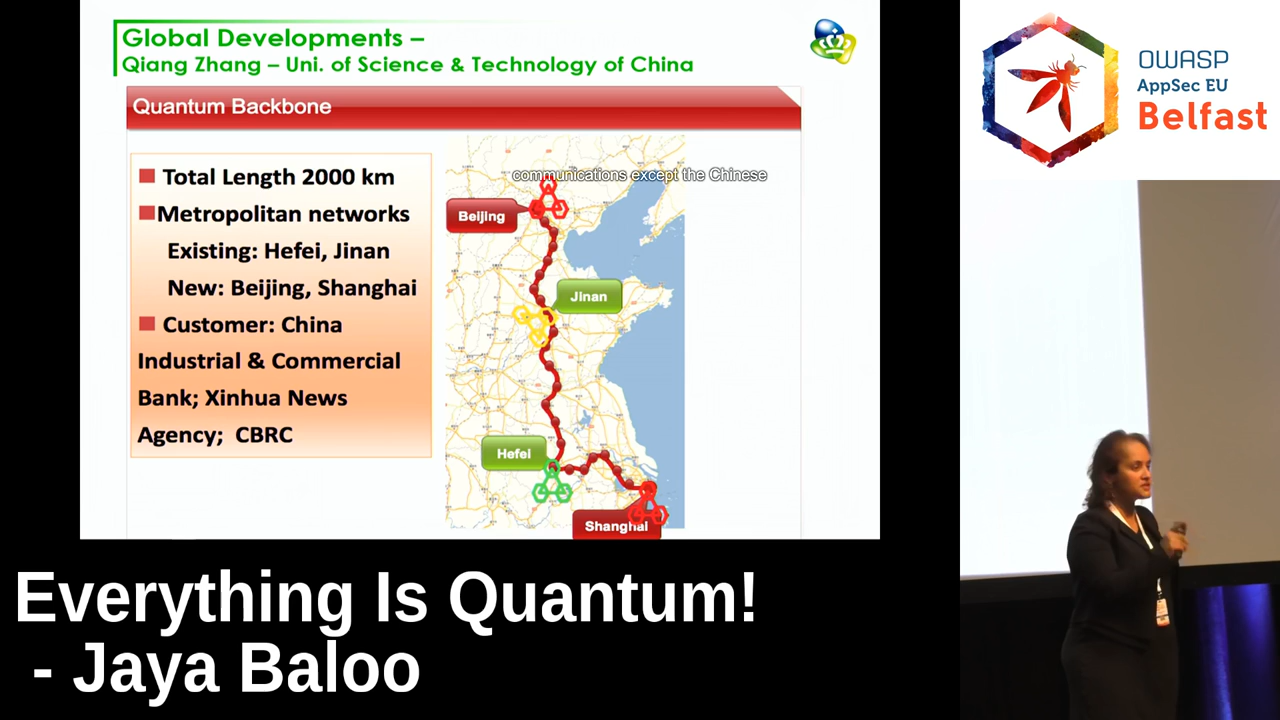 Global Developments –
Qiang Zhang – Uni. of Science & Technology of China
Quantum Backbone
Total Length 2000 km
Metropolitan networks
Existing: Hefei, Jinan
New: Beijing, Shanghai
Customer: China
Industrial & Commercial
Bank; Xinhua News
Agency; CBRC
communications except the Chinese
Beijing
Jinan
Hefei
Shanghai
OWASP
AppSec EU
Belfast
Everything Is Quantum!
- Jaya Baloo